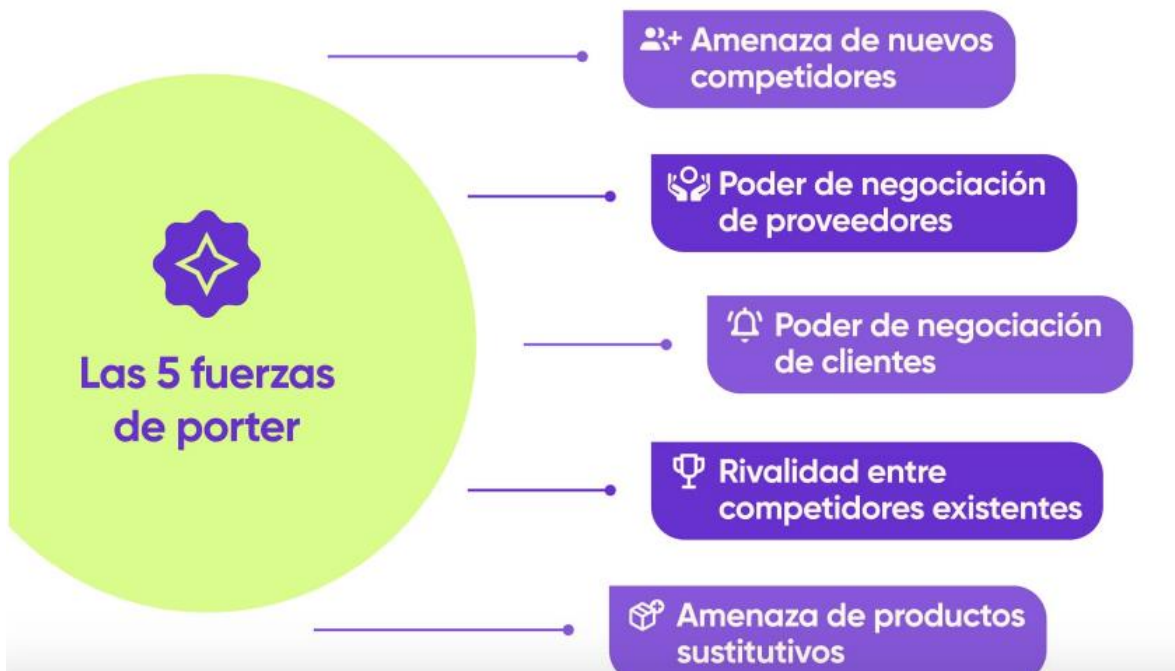 Amenaza de nuevos
competidores
Poder de negociación
de proveedores
Poder de negociación
de clientes
Las 5 fuerzas
de porter
Rivalidad entre
competidores existentes
Amenaza de productos
sustitutivos